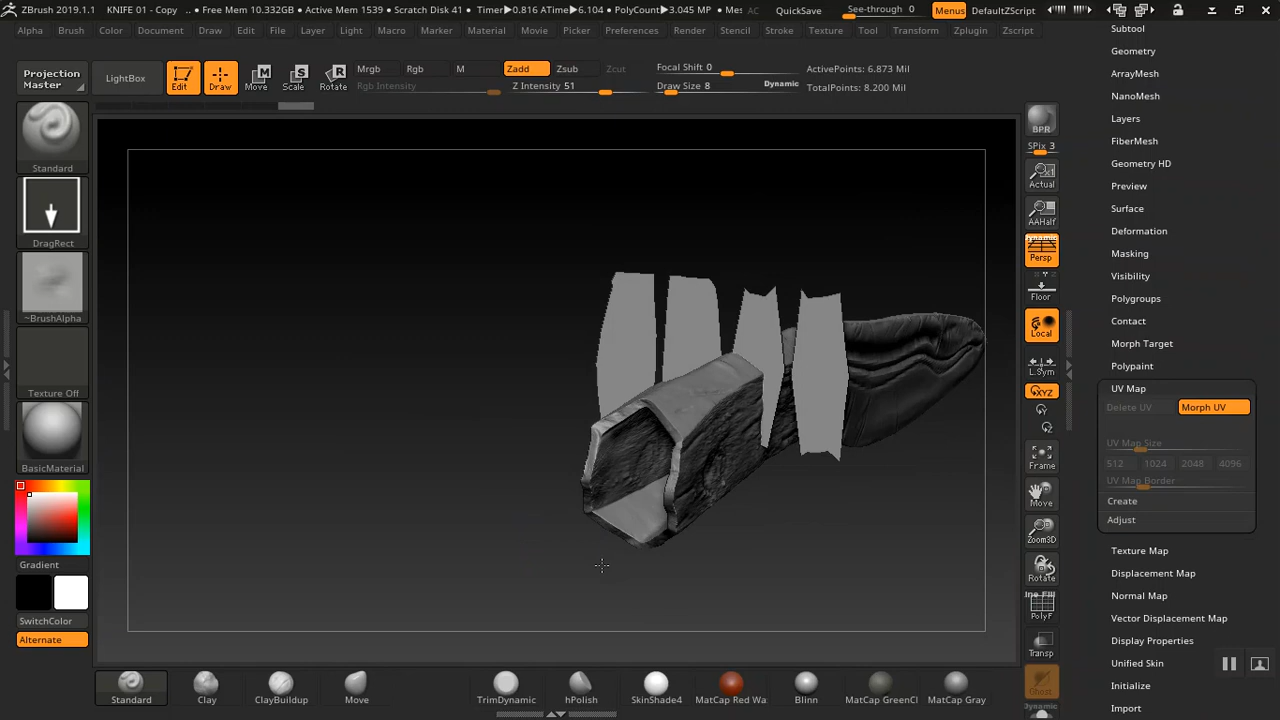 ZBrush 2019.1.1 KNIFE 01 - Copy • Free Memory 10.332GB • Active Memory 1539 • Scratch Disk 41 • Timer▶0.816 ATime▶6.104 • PolyCount▶3.045 MP • Mes AC QuickSave See-through 0 Menus DefaultZScript
Alpha Brush Color Document Draw Edit File Layer Light Macro Marker Material Movie Picker Preferences Render Stencil Stroke Texture Tool Transform Zplugin Zscript
Projection Master LightBox Edit Draw Move Scale Rotate
Mrgb Rgb M Zadd Zsub Zcut Focal Shift 0 ActivePoints: 6.873 Mil
Rgb Intensity Z Intensity 51 Draw Size 8 Dynamic TotalPoints: 8.200 Mil
Standard
DragRect
~BrushAlpha
Texture Off
BasicMaterial
Gradient
SwitchColor
Alternate
BPR
SPix 3
Actual
AAHalf
Dynamic
Persp
Floor
Local
L.Sym
XYZ
Frame
Move
Zoom3D
Rotate
Line Fill
PolyF
Transp
Ghost
Dynamic
Subtool
Geometry
ArrayMesh
NanoMesh
Layers
FiberMesh
Geometry HD
Preview
Surface
Deformation
Masking
Visibility
Polygroups
Contact
Morph Target
Polypaint
UV Map
Delete UV Morph UV
UV Map Size
512 1024 2048 4096
UV Map Border
Create
Adjust
Texture Map
Displacement Map
Normal Map
Vector Displacement Map
Display Properties
Unified Skin
Initialize
Import
Standard Clay ClayBuildup Move TrimDynamic hPolish SkinShade4 MatCap Red Wa Blinn MatCap GreenCl MatCap Gray